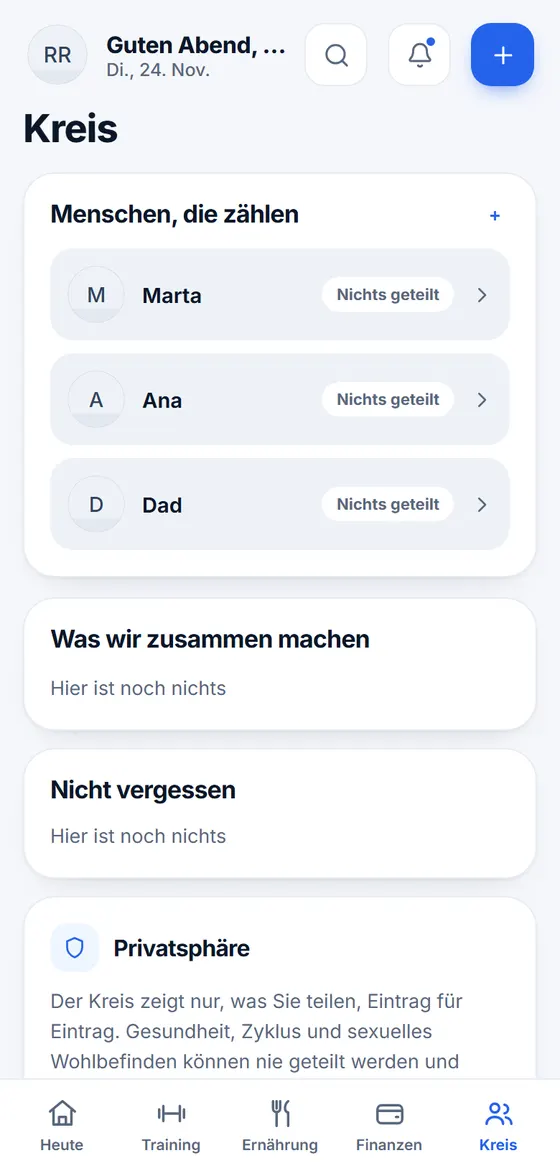 RR
Guten Abend, ...
Di., 24. Nov.
Kreis
Menschen, die zählen
+
M
Marta
Nichts geteilt
A
Ana
Nichts geteilt
D
Dad
Nichts geteilt
Was wir zusammen machen
Hier ist noch nichts
Nicht vergessen
Hier ist noch nichts
Privatsphäre
Der Kreis zeigt nur, was Sie teilen, Eintrag für
Eintrag. Gesundheit, Zyklus und sexuelles
Wohlbefinden können nie geteilt werden und
Heute
Training
Ernährung
Finanzen
Kreis